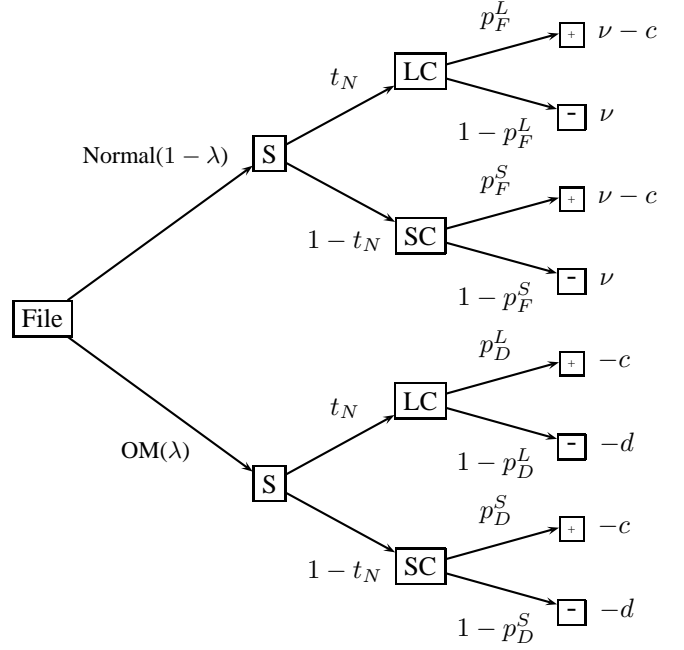 p_F^L
+ ν − c
t_N
LC
- ν
1 − p_F^L
Normal(1 − λ)
S
p_F^S
+ ν − c
1 − t_N
SC
- ν
1 − p_F^S
File
p_D^L
+ −c
t_N
LC
- −d
1 − p_D^L
OM(λ)
S
p_D^S
+ −c
1 − t_N
SC
- −d
1 − p_D^S